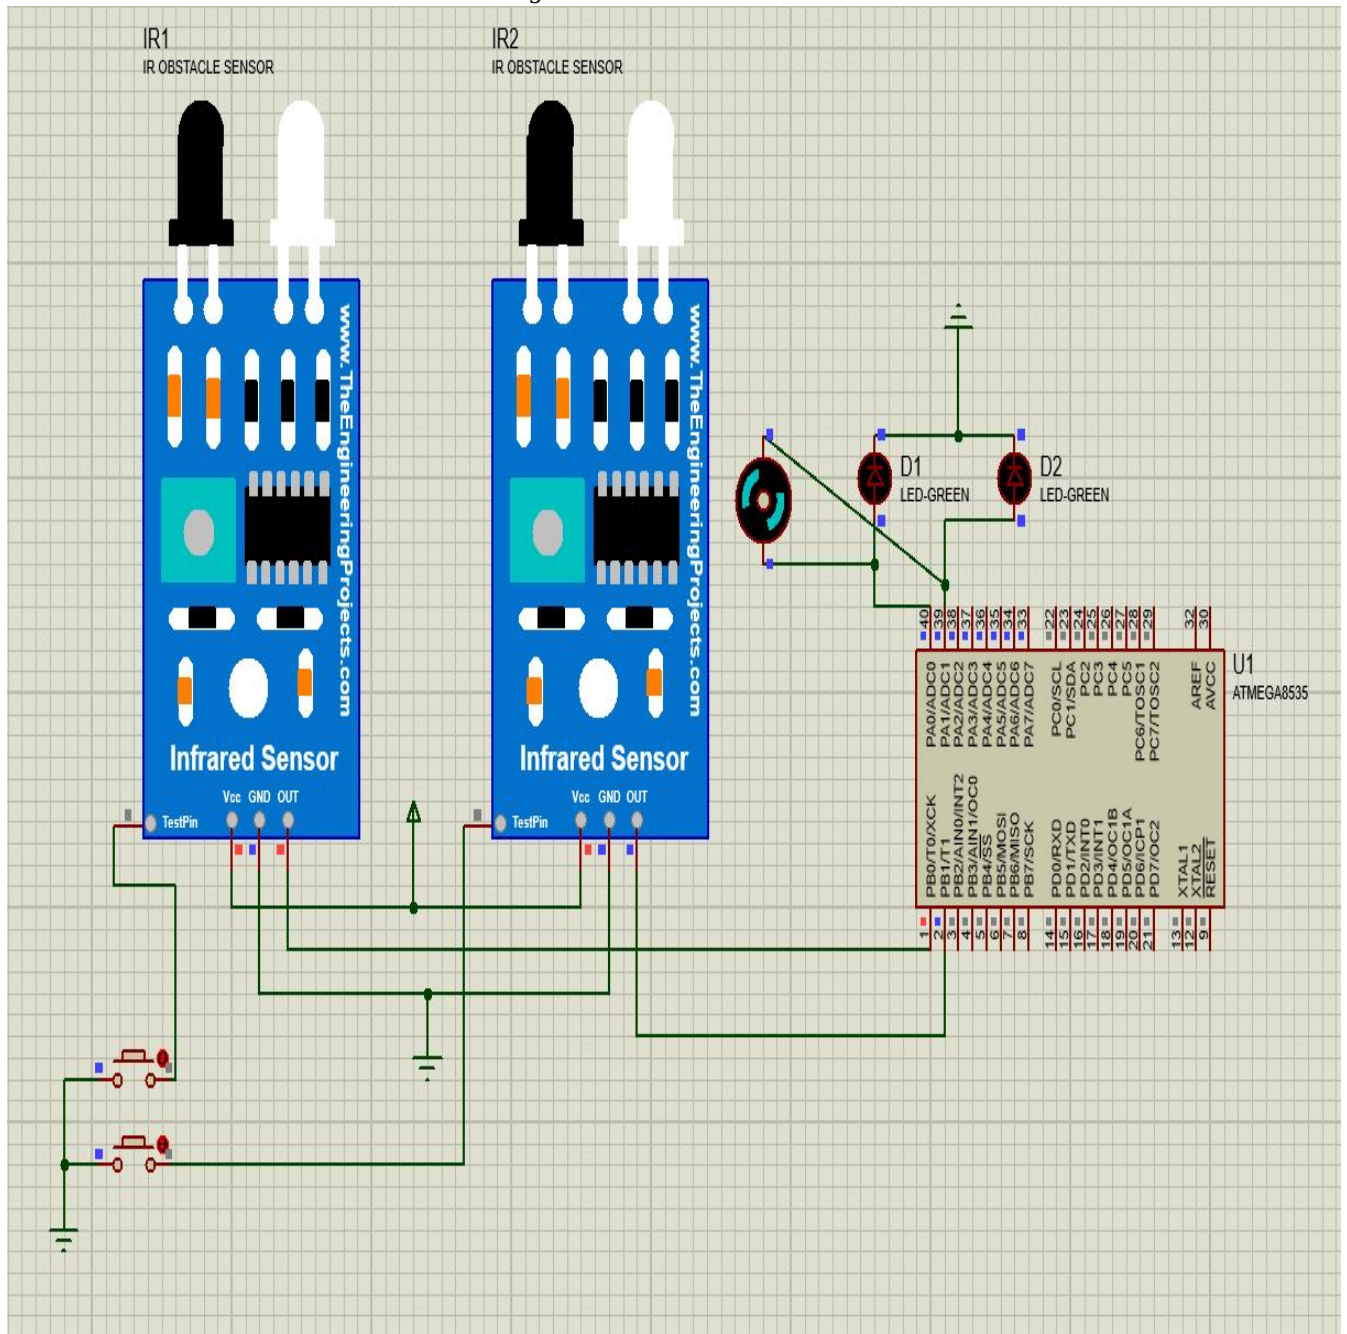 IR1
IR OBSTACLE SENSOR
IR2
IR OBSTACLE SENSOR
www.TheEngineeringProjects.com
Infrared Sensor
Vcc GND OUT
TestPin
www.TheEngineeringProjects.com
Infrared Sensor
Vcc GND OUT
TestPin
D1
LED-GREEN
D2
LED-GREEN
U1
ATMEGA8535
40
39
38
37
36
35
34
33
22
23
24
25
26
27
28
29
32
30
PA0/ADC0
PA1/ADC1
PA2/ADC2
PA3/ADC3
PA4/ADC4
PA5/ADC5
PA6/ADC6
PA7/ADC7
PC0/SCL
PC1/SDA
PC2
PC3
PC4
PC5
PC6/TOSC1
PC7/TOSC2
AREF
AVCC
PB0/T0/XCK
PB1/T1
PB2/AIN0/INT2
PB3/AIN1/OC0
PB4/SS
PB5/MOSI
PB6/MISO
PB7/SCK
PD0/RXD
PD1/TXD
PD2/INT0
PD3/INT1
PD4/OC1B
PD5/OC1A
PD6/ICP1
PD7/OC2
XTAL1
XTAL2
RESET
1
2
3
4
5
6
7
8
14
15
16
17
18
19
20
21
13
12
9